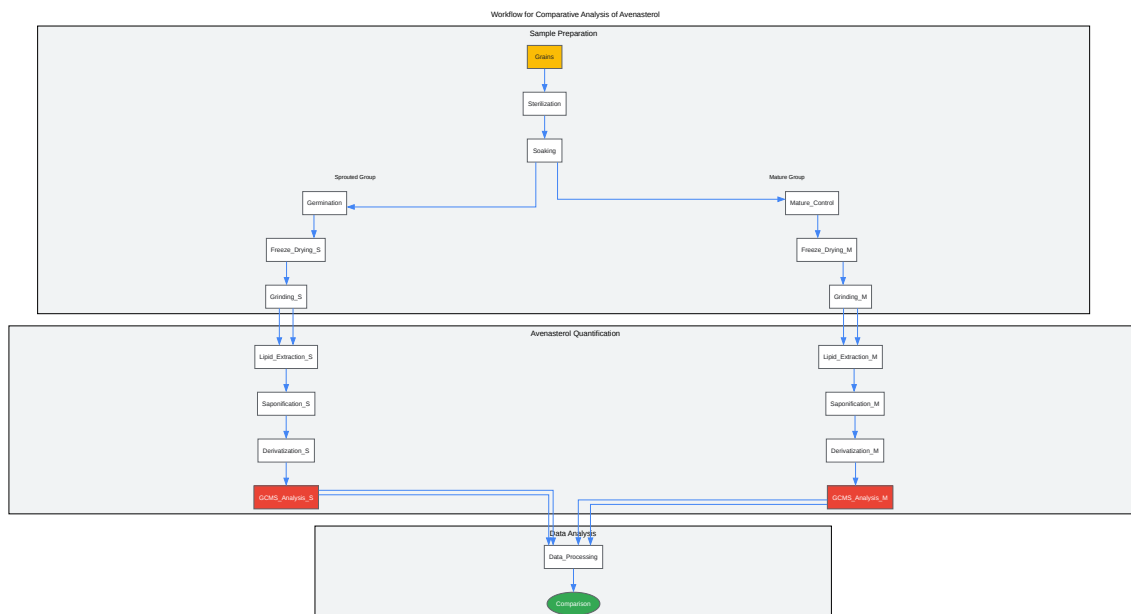 Workflow for Comparative Analysis of Avenasterol
Sample Preparation
Grains
Sterilization
Soaking
Sprouted Group
Mature Group
Germination
Mature_Control
Freeze_Drying_S
Freeze_Drying_M
Grinding_S
Grinding_M
Avenasterol Quantification
Lipid_Extraction_S
Lipid_Extraction_M
Saponification_S
Saponification_M
Derivatization_S
Derivatization_M
GCMS_Analysis_S
GCMS_Analysis_M
Data Analysis
Data_Processing
Comparison